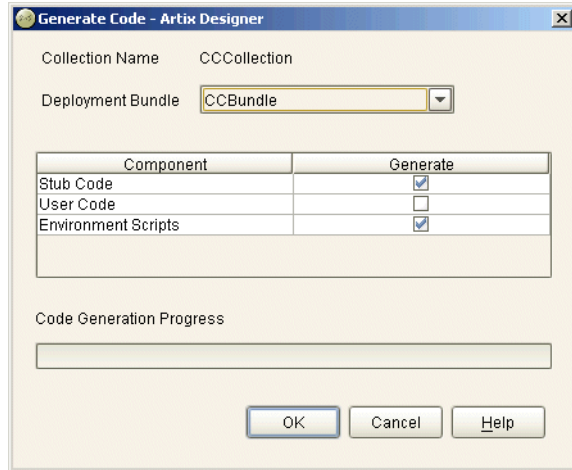 Generate Code - Artix Designer
Collection Name CCCollection
Deployment Bundle CCBundle
Component Generate
Stub Code
User Code
Environment Scripts
Code Generation Progress
OK Cancel Help